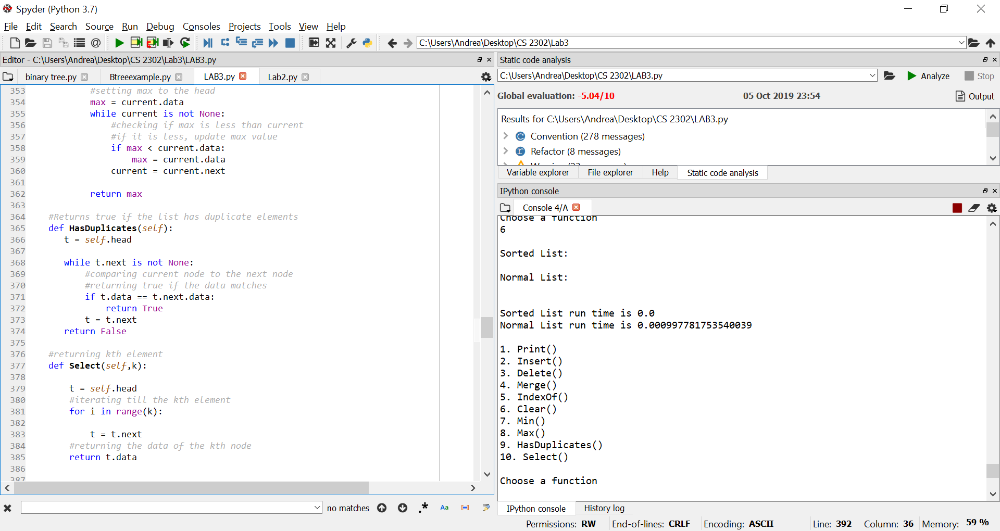 Spyder (Python 3.7)
File Edit Search Source Run Debug Consoles Projects Tools View Help
C:\Users\Andrea\Desktop\CS 2302\Lab3
Editor - C:\Users\Andrea\Desktop\CS 2302\Lab3\LAB3.py
binary tree.py Btreeexample.py LAB3.py Lab2.py
353 #setting max to the head
354 max = current.data
355 while current is not None:
356 #checking if max is less than current
357 #if it is less, update max value
358 if max < current.data:
359 max = current.data
360 current = current.next
361
362 return max
363
364 #Returns true if the list has duplicate elements
365 def HasDuplicates(self):
366 t = self.head
367
368 while t.next is not None:
369 #comparing current node to the next node
370 #returning true if the data matches
371 if t.data == t.next.data:
372 return True
373 t = t.next
374 return False
375
376 #returning kth element
377 def Select(self,k):
378
379 t = self.head
380 #iterating till the kth element
381 for i in range(k):
382
383 t = t.next
384 #returning the data of the kth node
385 return t.data
386
387
no matches .* Aa
Static code analysis
C:\Users\Andrea\Desktop\CS 2302\LAB3.py Analyze Stop
Global evaluation: -5.04/10 05 Oct 2019 23:54 Output
Results for C:\Users\Andrea\Desktop\CS 2302\LAB3.py
Convention (278 messages)
Refactor (8 messages)
Variable explorer File explorer Help Static code analysis
IPython console
Console 4/A
Choose a function
6
Sorted List:
Normal List:
Sorted List run time is 0.0
Normal List run time is 0.000997781753540039
1. Print()
2. Insert()
3. Delete()
4. Merge()
5. IndexOf()
6. Clear()
7. Min()
8. Max()
9. HasDuplicates()
10. Select()
Choose a function
IPython console History log
Permissions: RW End-of-lines: CRLF Encoding: ASCII Line: 392 Column: 36 Memory: 59 %